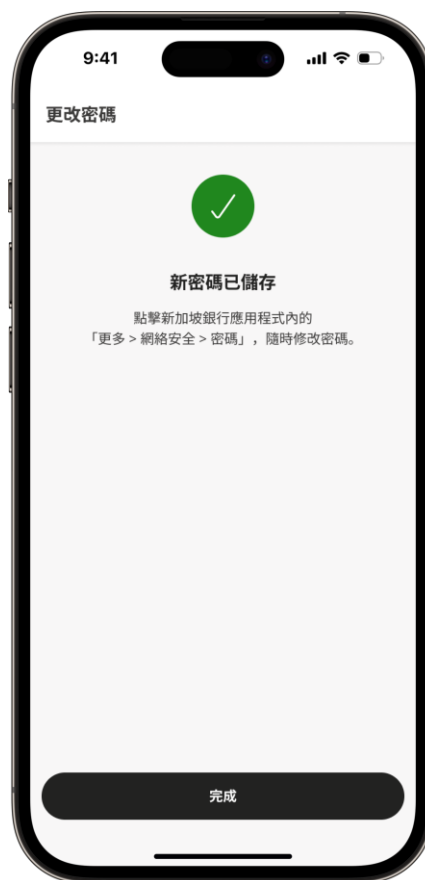 9:41
更改密碼
新密碼已儲存
點擊新加坡銀行應用程式內的
「更多 > 網絡安全 > 密碼」，隨時修改密碼。
完成